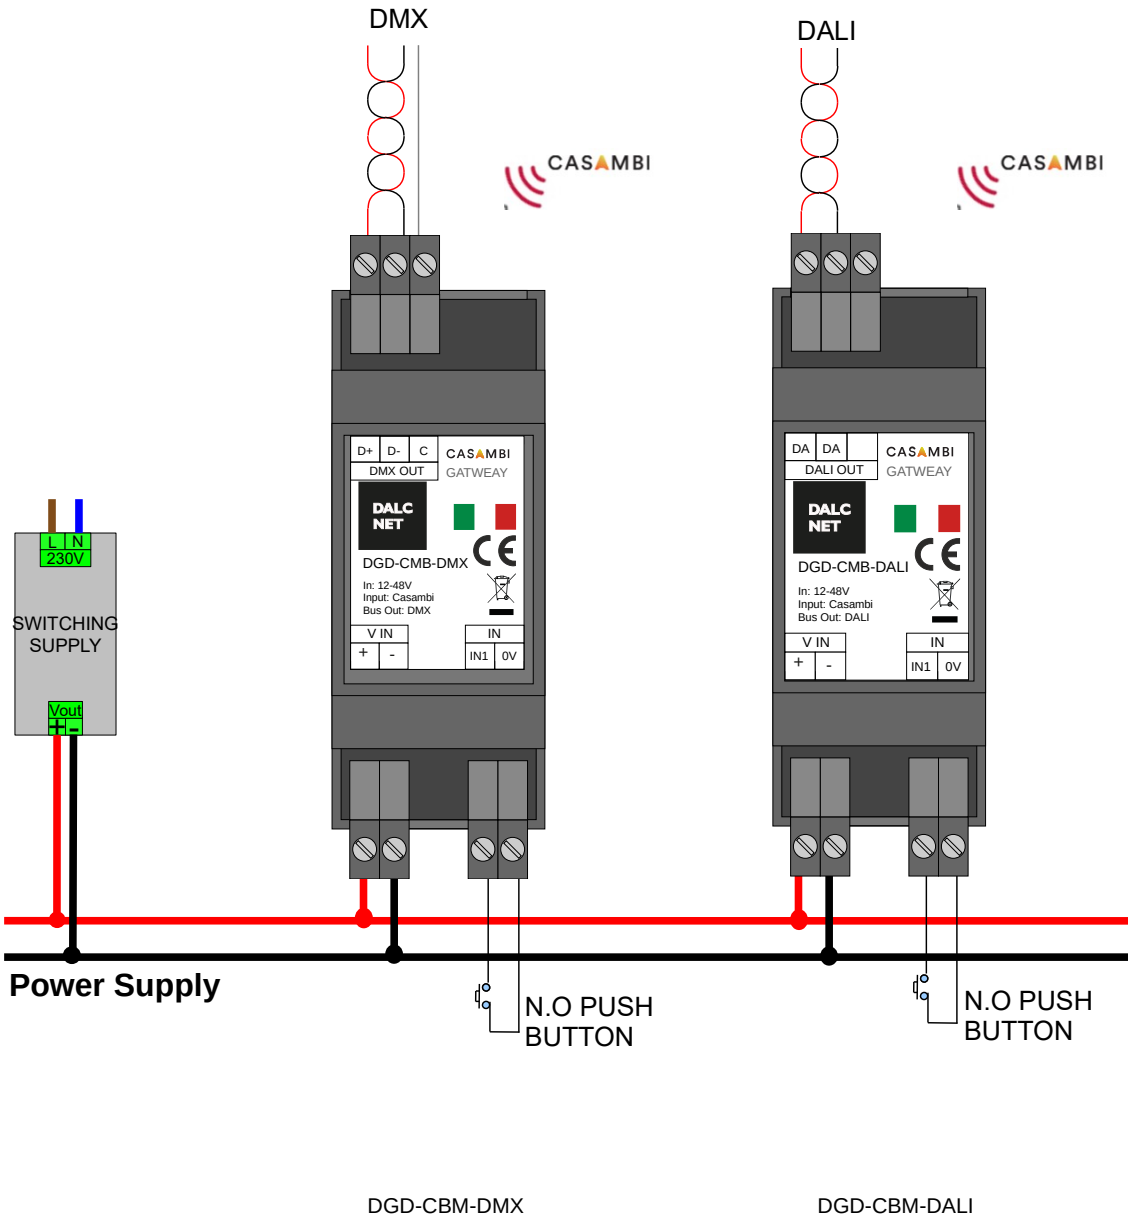 DMX
DALI
CASAMBI
CASAMBI
D+ D- C
DMX OUT
CASAMBI
GATWEAY
DALC
NET
DGD-CMB-DMX
In: 12-48V
Input: Casambi
Bus Out: DMX
V IN
+ -
IN
IN1 0V
DA DA
DALI OUT
CASAMBI
GATWEAY
DALC
NET
DGD-CMB-DALI
In: 12-48V
Input: Casambi
Bus Out: DALI
V IN
+ -
IN
IN1 0V
L N
230V
SWITCHING
SUPPLY
Vout
+ -
Power Supply
N.O PUSH
BUTTON
N.O PUSH
BUTTON
DGD-CBM-DMX
DGD-CBM-DALI